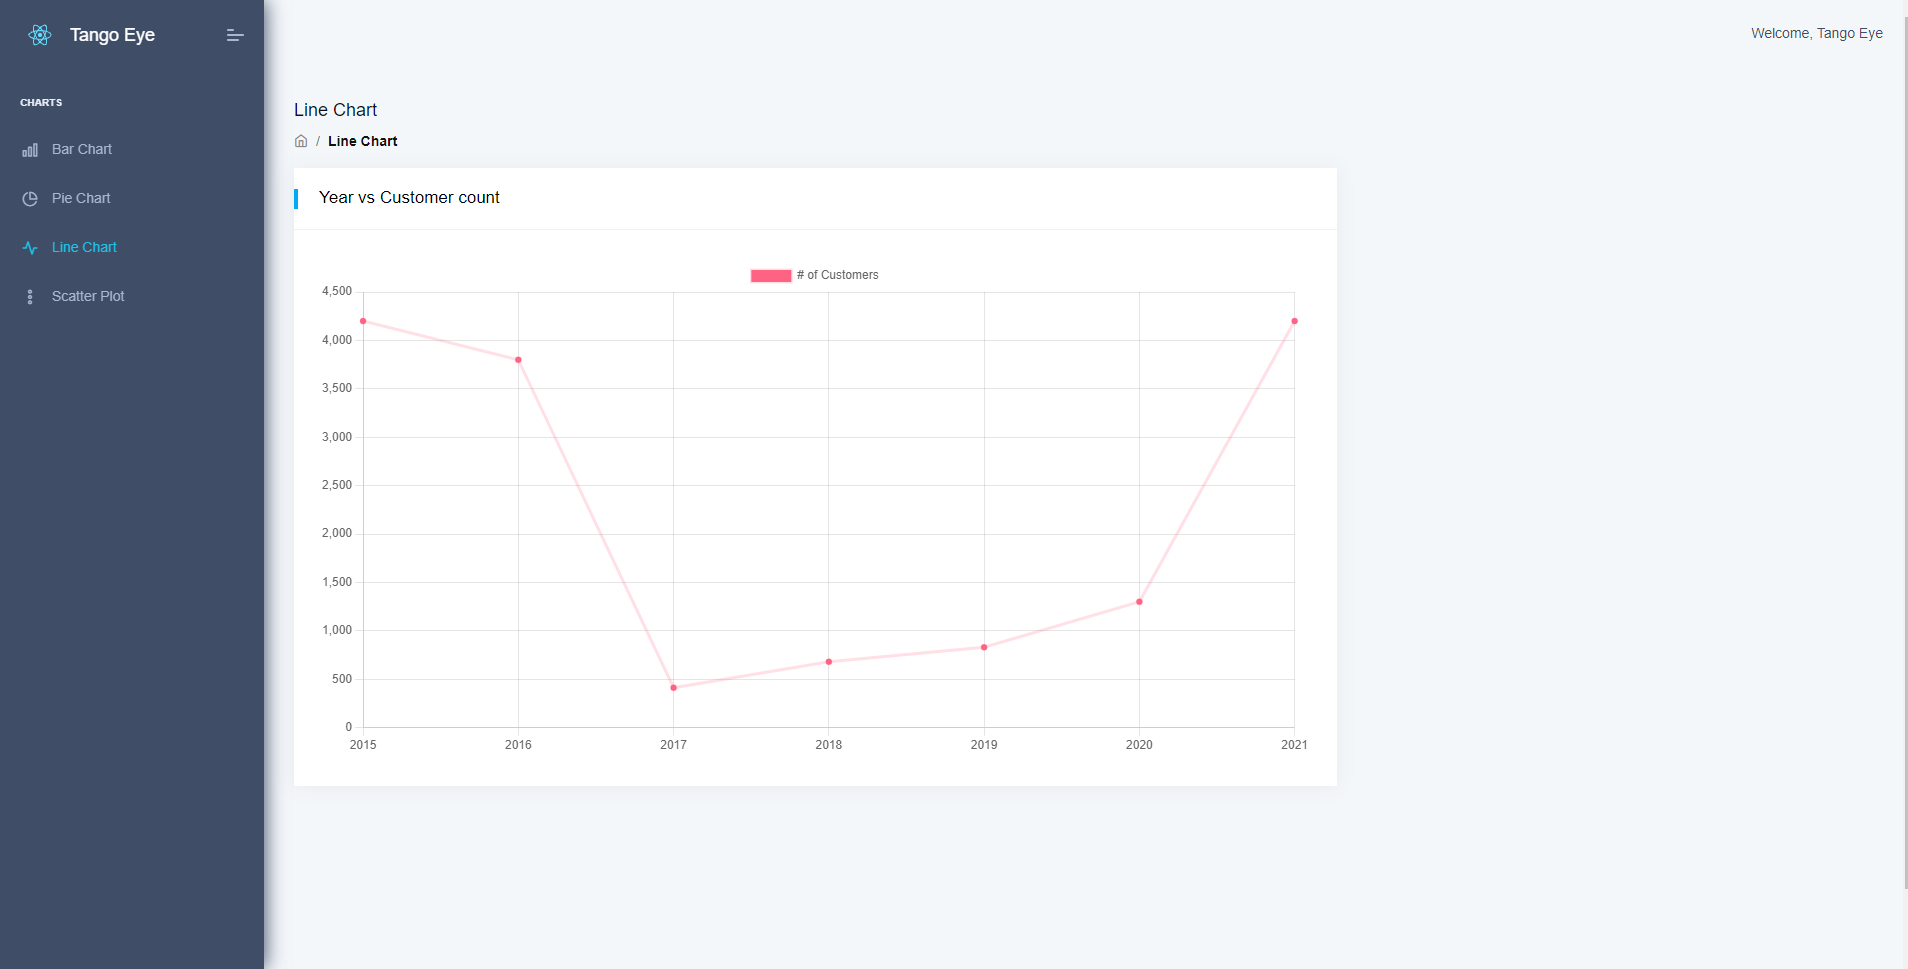 Tango Eye
Welcome, Tango Eye
CHARTS
Bar Chart
Pie Chart
Line Chart
Scatter Plot
Line Chart
/ Line Chart
Year vs Customer count
# of Customers
4,500
4,000
3,500
3,000
2,500
2,000
1,500
1,000
500
0
2015 2016 2017 2018 2019 2020 2021